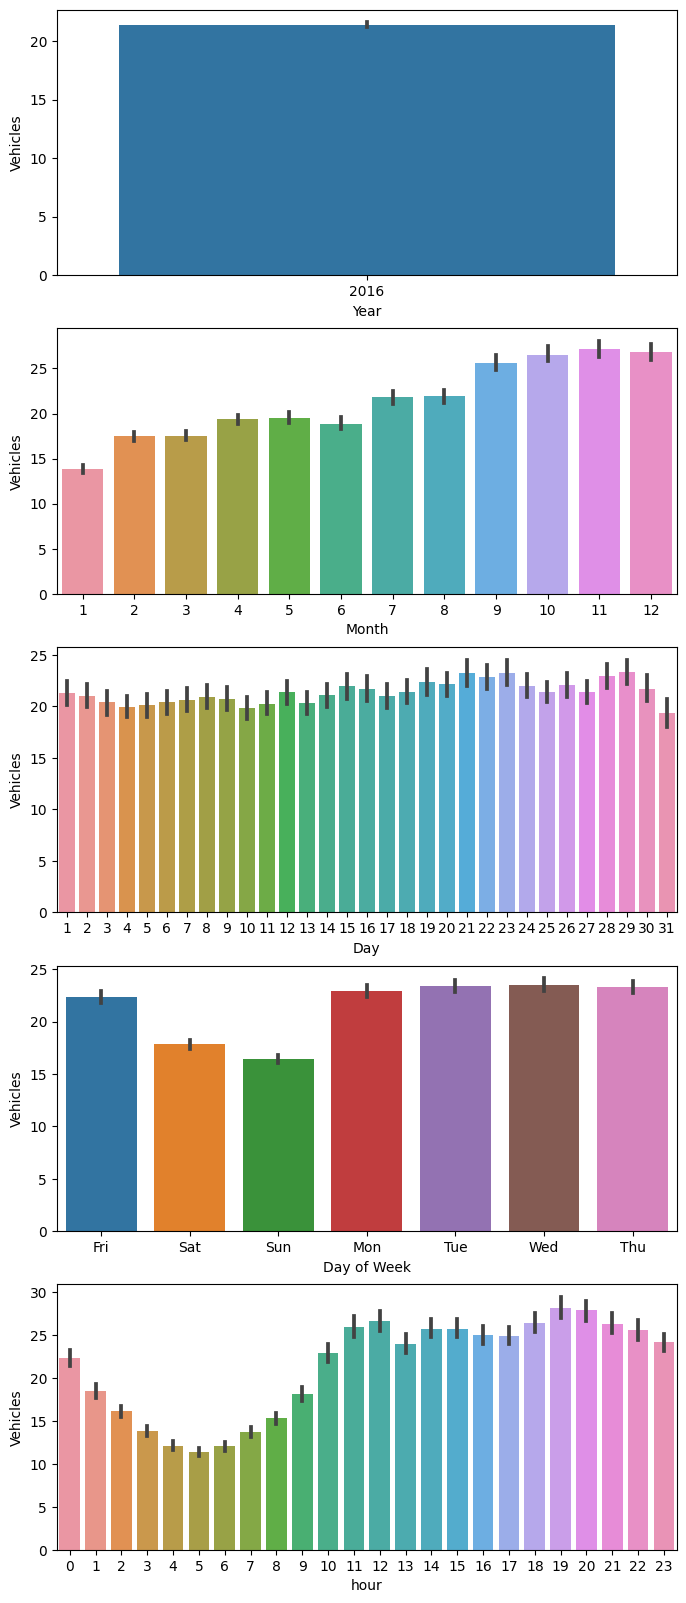 20
15
10
5
0
Vehicles
2016
Year
25
20
15
10
5
0
Vehicles
1 2 3 4 5 6 7 8 9 10 11 12
Month
25
20
15
10
5
0
Vehicles
1 2 3 4 5 6 7 8 9 10 11 12 13 14 15 16 17 18 19 20 21 22 23 24 25 26 27 28 29 30 31
Day
25
20
15
10
5
0
Vehicles
Fri Sat Sun Mon Tue Wed Thu
Day of Week
30
25
20
15
10
5
0
Vehicles
0 1 2 3 4 5 6 7 8 9 10 11 12 13 14 15 16 17 18 19 20 21 22 23
hour